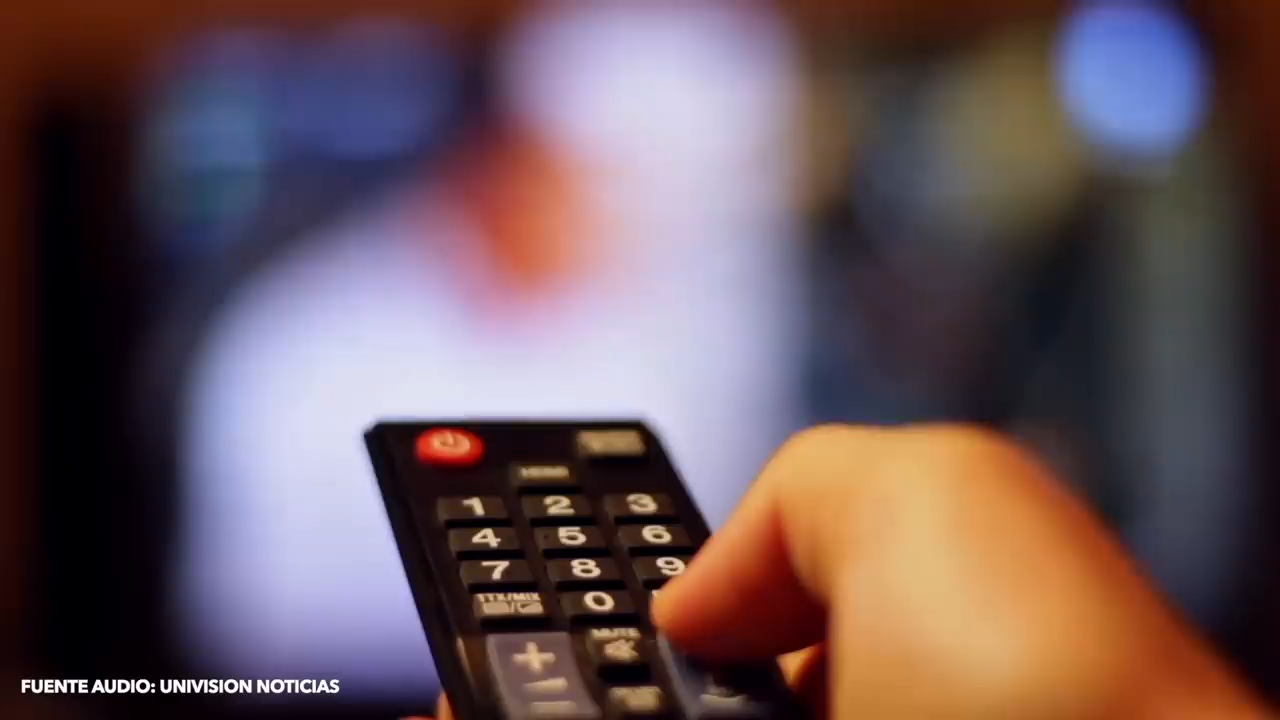 1 2 3
4 5 6
7 8 9
TTX/MIX 0
MUTE
FUENTE AUDIO: UNIVISION NOTICIAS